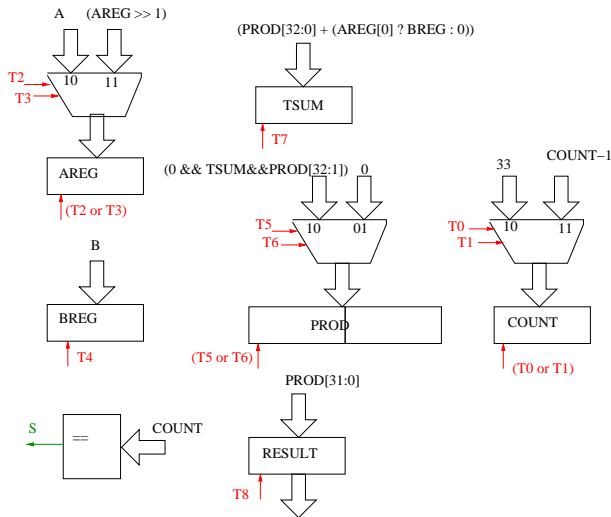 A (AREG >> 1)
(PROD[32:0] + (AREG[0] ? BREG : 0))
T2
10 11
T3
TSUM
T7
AREG
(T2 or T3)
(0 && TSUM&&PROD[32:1]) 0
33 COUNT−1
T5
10 01
T6
T0
10 11
T1
B
BREG
T4
PROD
(T5 or T6)
COUNT
(T0 or T1)
PROD[31:0]
S
==
COUNT
RESULT
T8